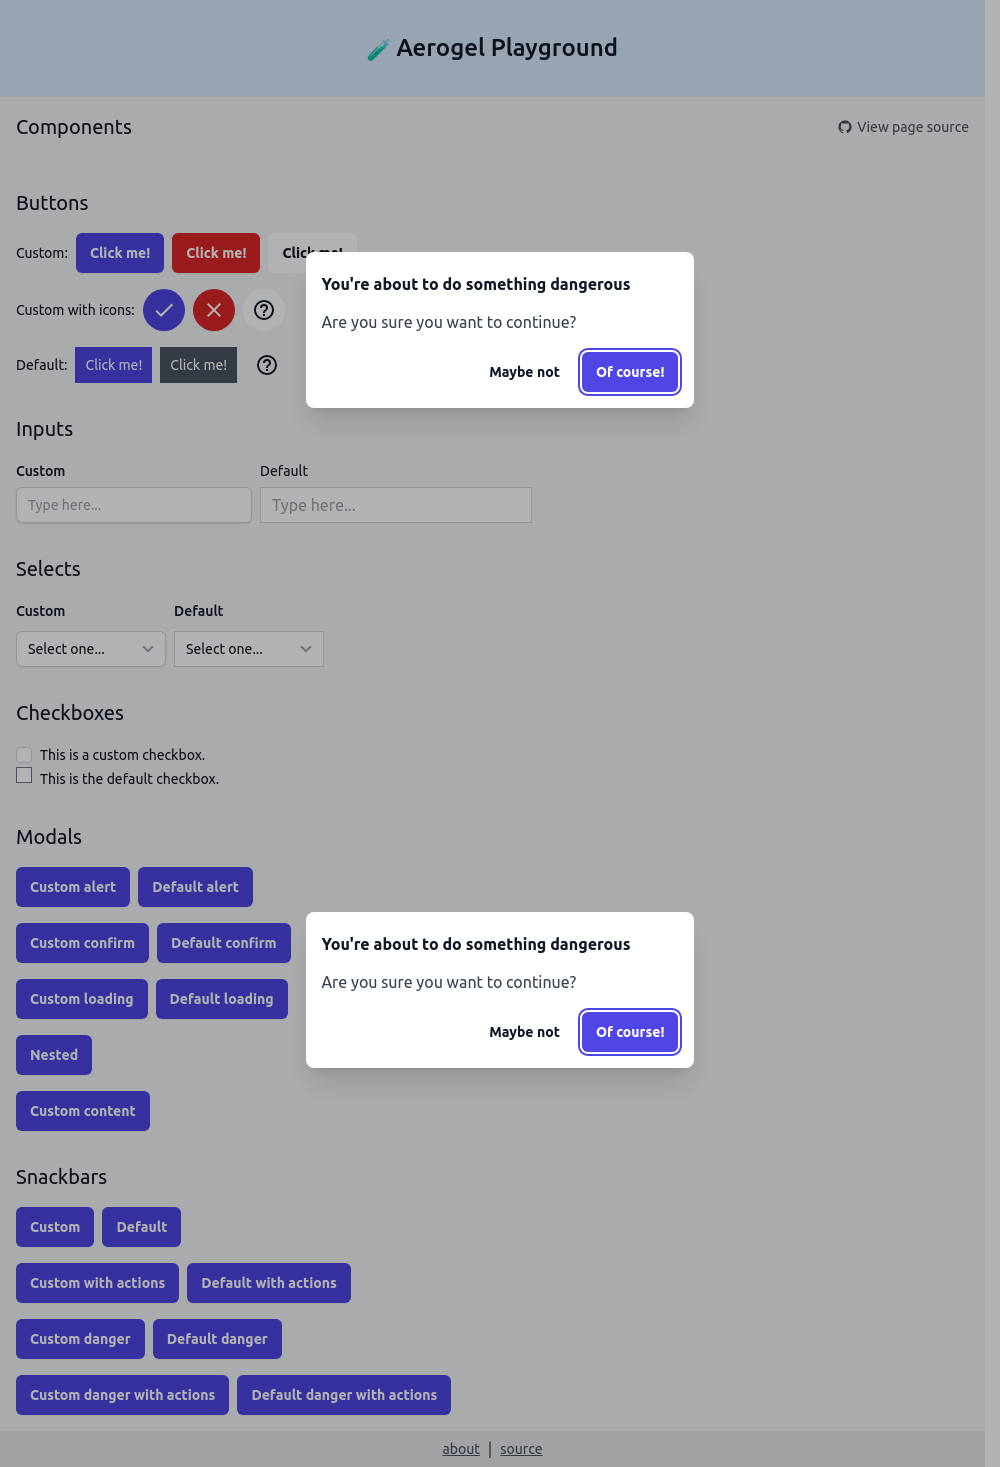 Aerogel Playground
Components
View page source
Buttons
Custom: Click me! Click me! Click me!
Custom with icons:
Default: Click me! Click me!
You're about to do something dangerous
Are you sure you want to continue?
Maybe not Of course!
Inputs
Custom Default
Type here... Type here...
Selects
Custom Default
Select one... Select one...
Checkboxes
This is a custom checkbox.
This is the default checkbox.
Modals
Custom alert Default alert
Custom confirm Default confirm
Custom loading Default loading
Nested
Custom content
You're about to do something dangerous
Are you sure you want to continue?
Maybe not Of course!
Snackbars
Custom Default
Custom with actions Default with actions
Custom danger Default danger
Custom danger with actions Default danger with actions
about | source